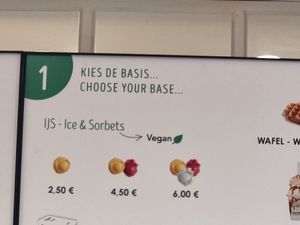 1
KIES DE BASIS...
CHOOSE YOUR BASE...
IJS - Ice & Sorbets
Vegan
2,50 € 4,50 € 6,00 €
WAFEL - W